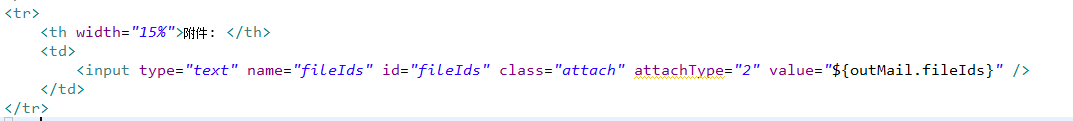 <tr>
<th width="15%">附件: </th>
<td>
<input type="text" name="fileIds" id="fileIds" class="attach" attachType="2" value="${outMail.fileIds}" />
</td>
</tr>